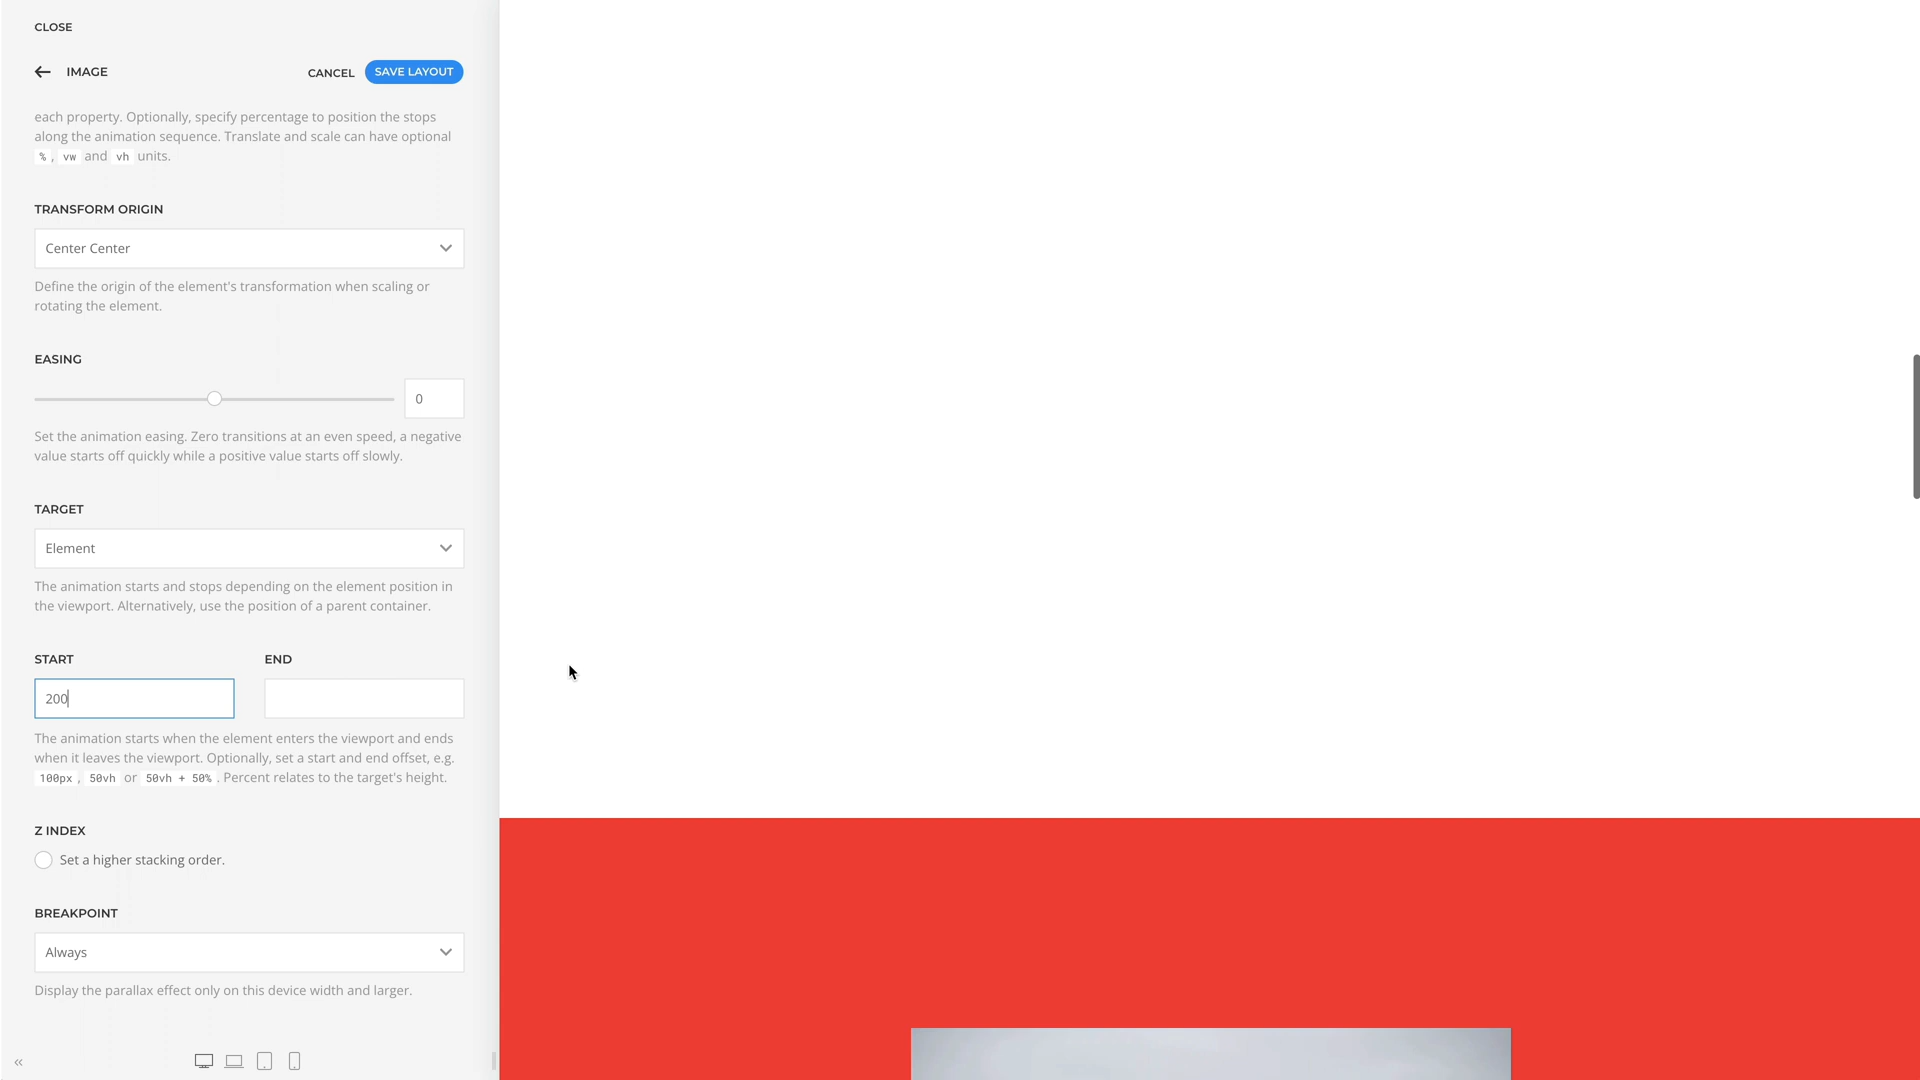 CLOSE
IMAGE
CANCEL
SAVE LAYOUT
each property. Optionally, specify percentage to position the stops
along the animation sequence. Translate and scale can have optional
%, vw and vh units.
TRANSFORM ORIGIN
Center Center
Define the origin of the element's transformation when scaling or
rotating the element.
EASING
0
Set the animation easing. Zero transitions at an even speed, a negative
value starts off quickly while a positive value starts off slowly.
TARGET
Element
The animation starts and stops depending on the element position in
the viewport. Alternatively, use the position of a parent container.
START
END
200
The animation starts when the element enters the viewport and ends
when it leaves the viewport. Optionally, set a start and end offset, e.g.
100px, 50vh or 50vh + 50%. Percent relates to the target's height.
Z INDEX
Set a higher stacking order.
BREAKPOINT
Always
Display the parallax effect only on this device width and larger.